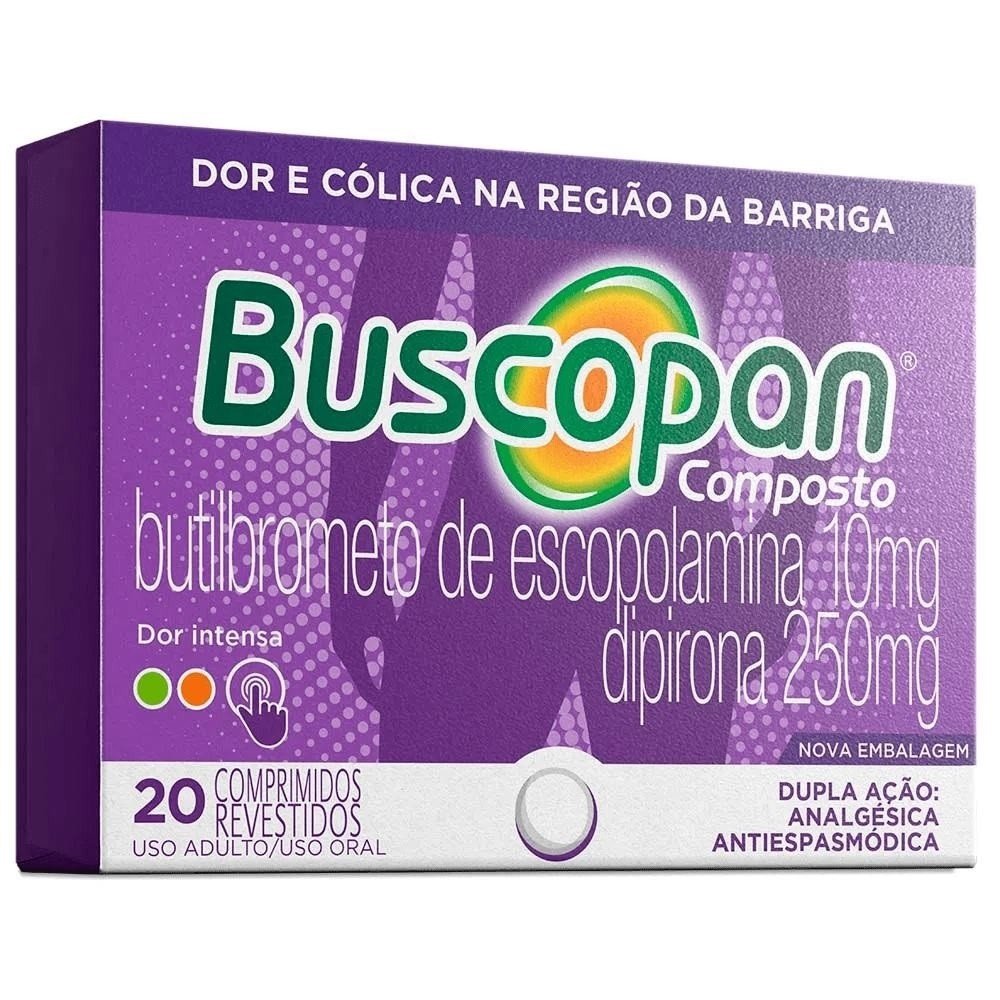 DOR E CÓLICA NA REGIÃO DA BARRIGA
Buscopan®
Composto
butilbrometo de escopolamina 10mg
dipirona 250mg
Dor intensa
NOVA EMBALAGEM
20 COMPRIMIDOS
REVESTIDOS
USO ADULTO/USO ORAL
DUPLA AÇÃO:
ANALGÉSICA
ANTIESPASMÓDICA